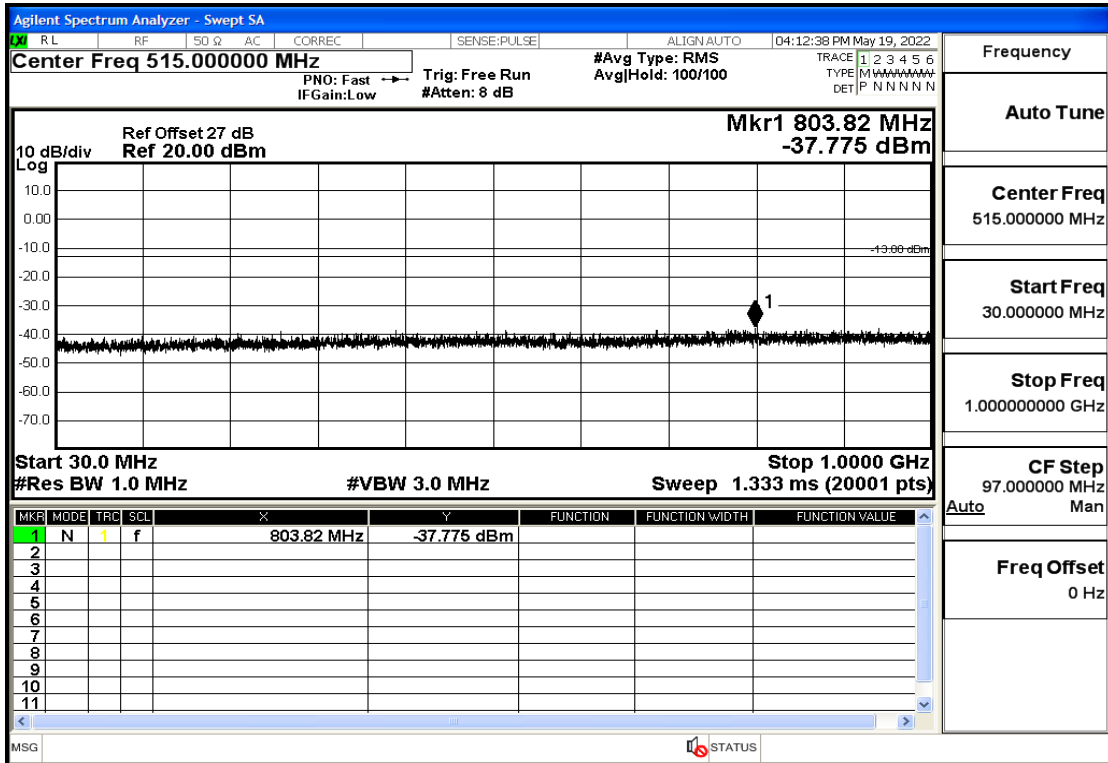 Agilent Spectrum Analyzer - Swept SA
LXI RL RF 50 Ω AC CORREC SENSE:PULSE ALIGN AUTO 04:12:38 PM May 19, 2022
Center Freq 515.000000 MHz #Avg Type: RMS TRACE 1 2 3 4 5 6
PNO: Fast Trig: Free Run Avg|Hold: 100/100 TYPE M WWWWW
IFGain:Low #Atten: 8 dB DET P N N N N N
Mkr1 803.82 MHz
Ref Offset 27 dB
10 dB/div Ref 20.00 dBm -37.775 dBm
Log
10.0
0.00
-10.0
-13.00 dBm
-20.0
-30.0
1
-40.0
-50.0
-60.0
-70.0
Start 30.0 MHz Stop 1.0000 GHz
#Res BW 1.0 MHz #VBW 3.0 MHz Sweep 1.333 ms (20001 pts)
MKR MODE TRC SCL X Y FUNCTION FUNCTION WIDTH FUNCTION VALUE
1 N 1 f 803.82 MHz -37.775 dBm
2
3
4
5
6
7
8
9
10
11
MSG STATUS
Frequency
Auto Tune
Center Freq
515.000000 MHz
Start Freq
30.000000 MHz
Stop Freq
1.000000000 GHz
CF Step
97.000000 MHz
Auto Man
Freq Offset
0 Hz